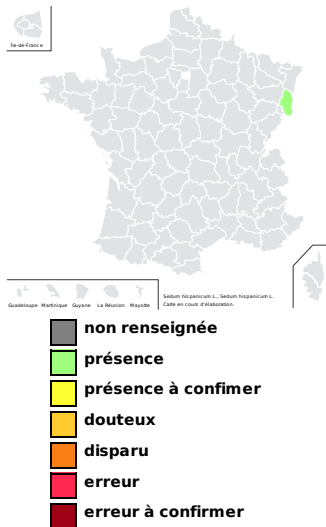 Île-de-France
Guadeloupe Martinique Guyane La Réunion Mayotte
Sedum hispanicum L., Sedum hispanicum L.
Carte en cours d'élaboration.
non renseignée
présence
présence à confimer
douteux
disparu
erreur
erreur à confirmer